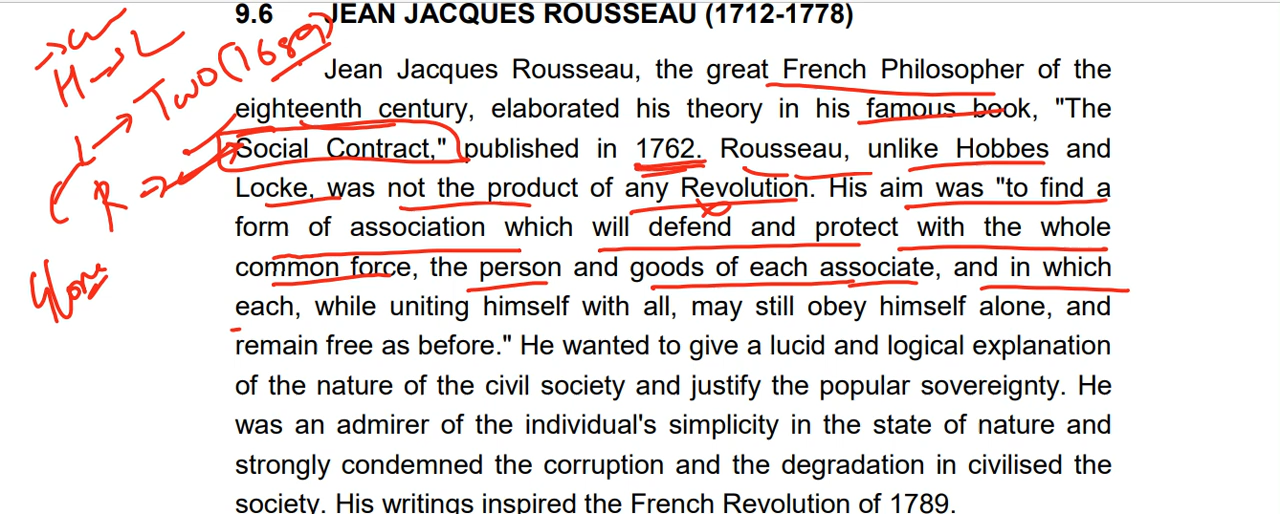 9.6 JEAN JACQUES ROUSSEAU (1712-1778)
Jean Jacques Rousseau, the great French Philosopher of the
eighteenth century, elaborated his theory in his famous book, "The
Social Contract," published in 1762. Rousseau, unlike Hobbes and
Locke, was not the product of any Revolution. His aim was "to find a
form of association which will defend and protect with the whole
common force, the person and goods of each associate, and in which
each, while uniting himself with all, may still obey himself alone, and
remain free as before." He wanted to give a lucid and logical explanation
of the nature of the civil society and justify the popular sovereignty. He
was an admirer of the individual's simplicity in the state of nature and
strongly condemned the corruption and the degradation in civilised the
society. His writings inspired the French Revolution of 1789.
H → L
L → Two (1689)
R →